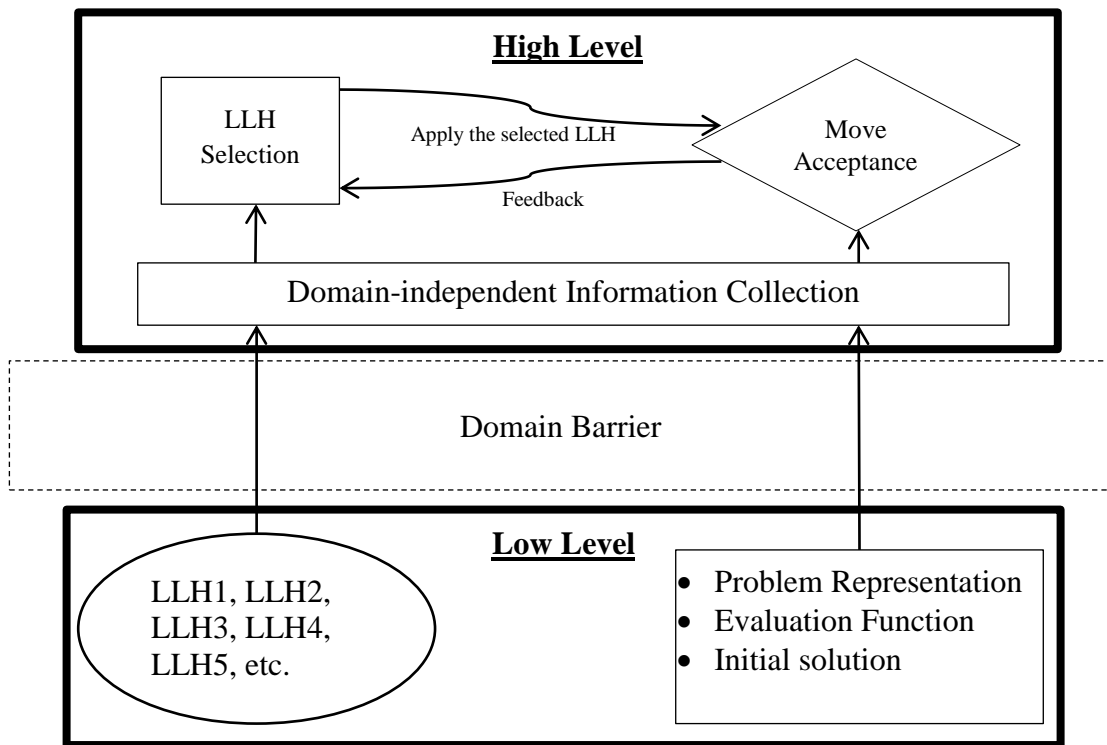 High Level
LLH
Selection
Apply the selected LLH
Feedback
Move
Acceptance
Domain-independent Information Collection
Domain Barrier
Low Level
LLH1, LLH2,
LLH3, LLH4,
LLH5, etc.
• Problem Representation
• Evaluation Function
• Initial solution